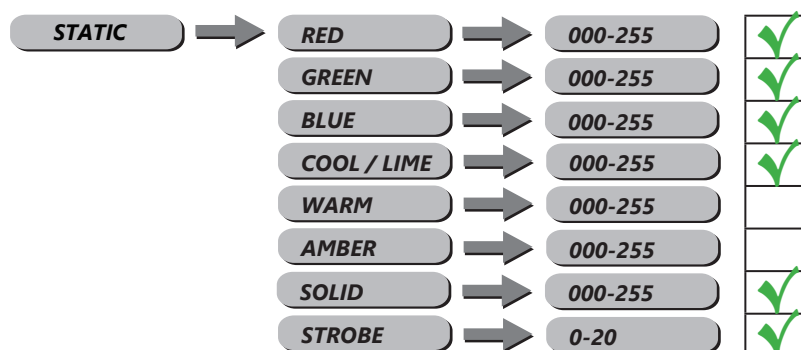 STATIC RED 000-255
GREEN 000-255
BLUE 000-255
COOL / LIME 000-255
WARM 000-255
AMBER 000-255
SOLID 000-255
STROBE 0-20